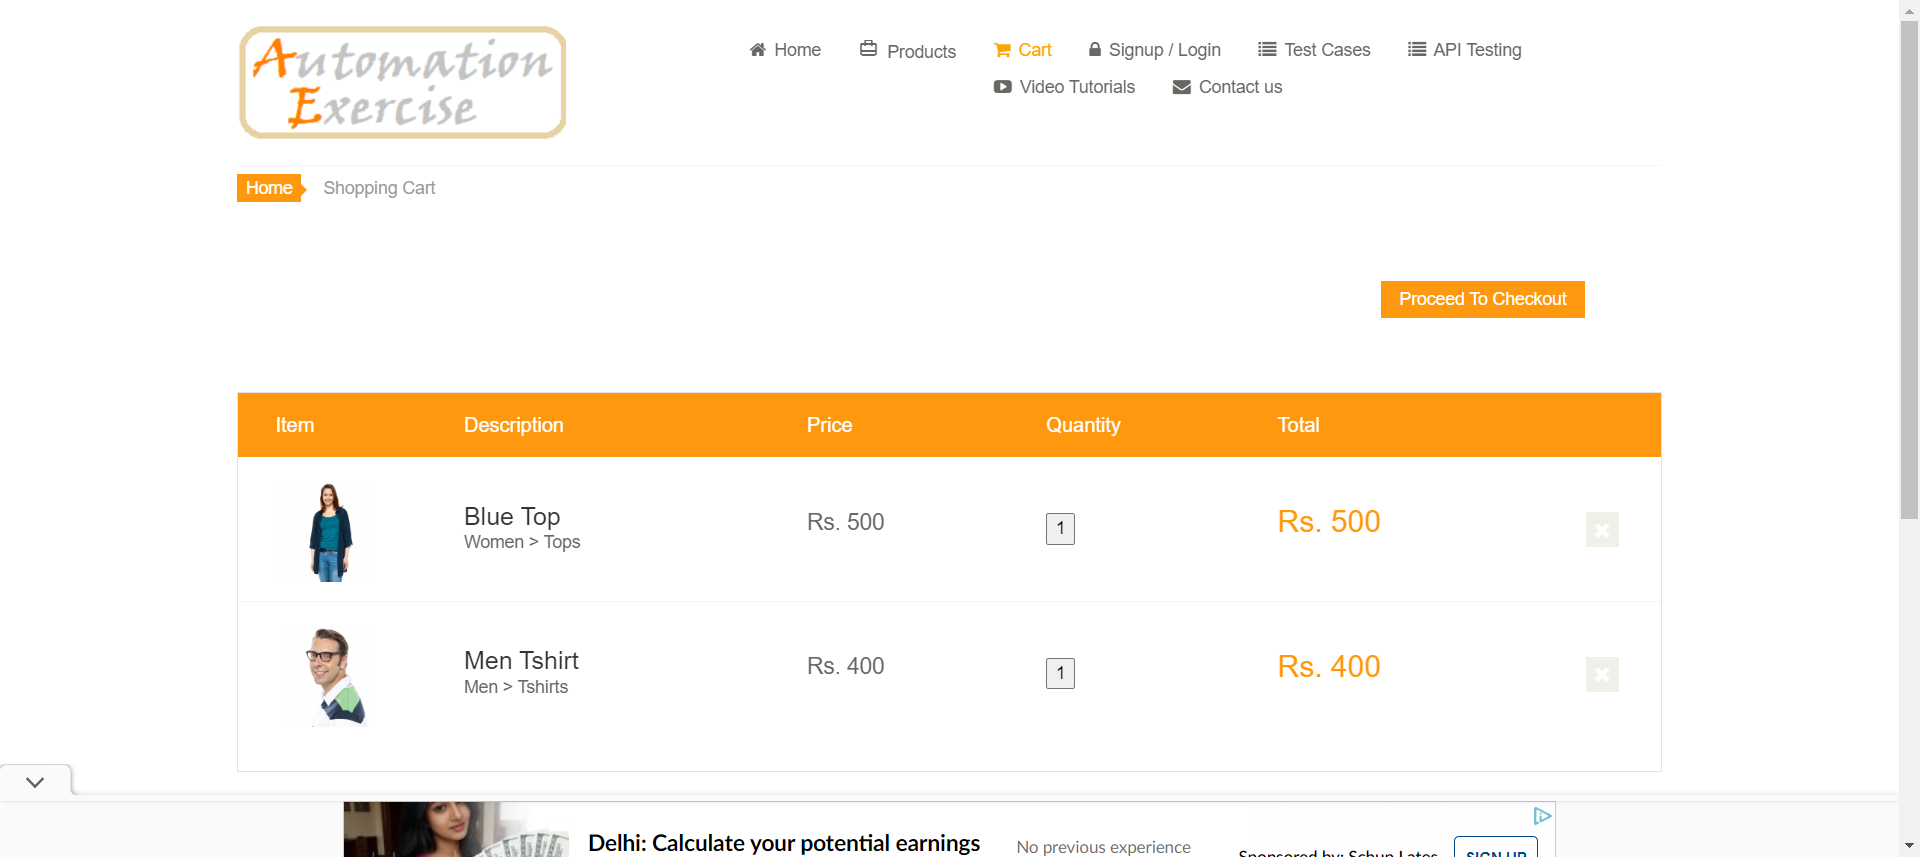 Automation
Exercise
Home
Products
Cart
Signup / Login
Test Cases
API Testing
Video Tutorials
Contact us
Home
Shopping Cart
Proceed To Checkout
Item Description Price Quantity Total
Blue Top
Women > Tops
Rs. 500
1
Rs. 500
Men Tshirt
Men > Tshirts
Rs. 400
1
Rs. 400
Delhi: Calculate your potential earnings
No previous experience
Sponsored by: Schun Lates
SIGN UP